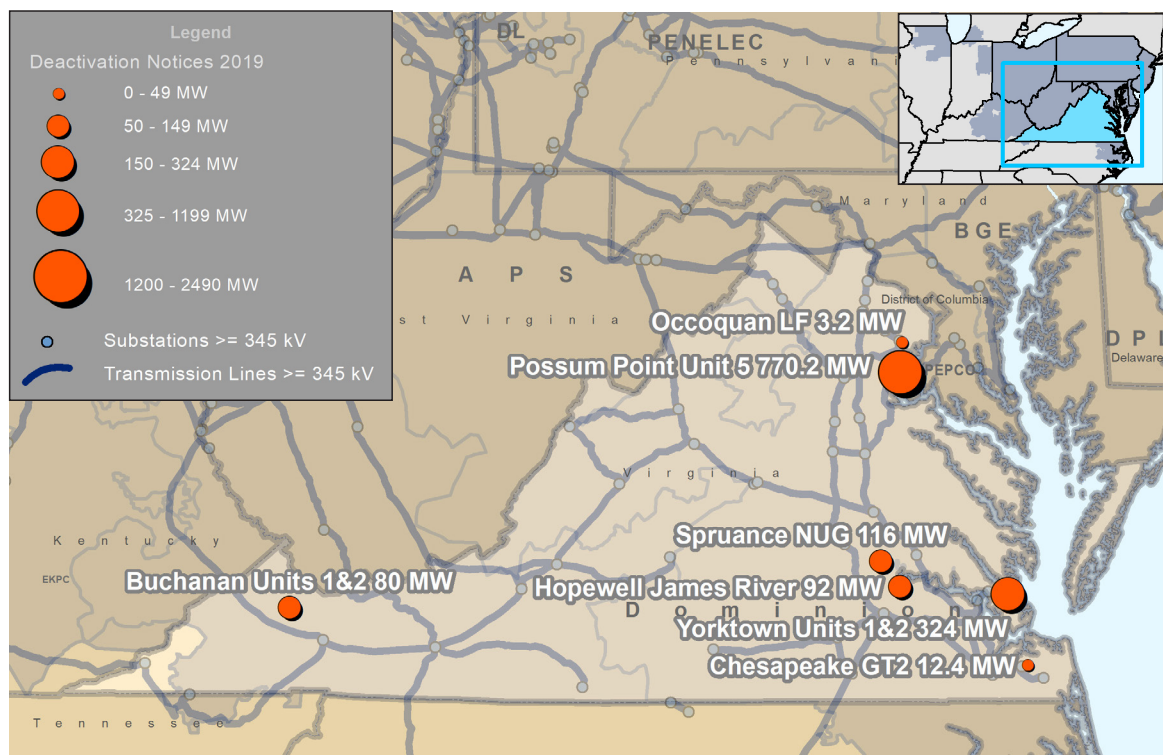 Legend
Deactivation Notices 2019
0 - 49 MW
50 - 149 MW
150 - 324 MW
325 - 1199 MW
1200 - 2490 MW
Substations >= 345 kV
Transmission Lines >= 345 kV
DL
PENELEC
Pennsylvani
Maryland
BGE
APS
st Virginia
District of Columbia
Occoquan LF 3.2 MW
DPL
Delaware
Possum Point Unit 5 770.2 MW
PEPCO
Virginia
Spruance NUG 116 MW
Kentucky
EKPC
Buchanan Units 1&2 80 MW
Hopewell James River 92 MW
Dominion
Yorktown Units 1&2 324 MW
Chesapeake GT2 12.4 MW
Tennessee